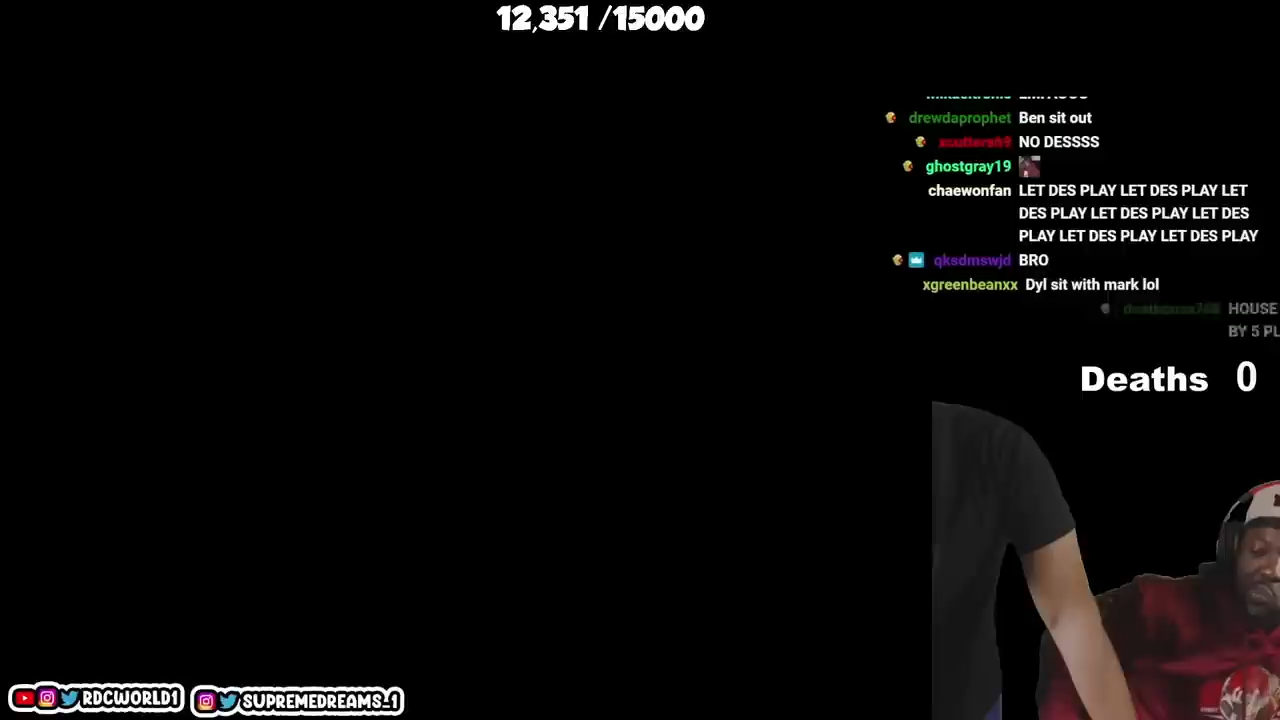 12,351 /15000
drewdaprophet Ben sit out
NO DESSSS
ghostgray19
chaewonfan LET DES PLAY LET DES PLAY LET
DES PLAY LET DES PLAY LET DES
PLAY LET DES PLAY LET DES PLAY
qksdmswjd BRO
xgreenbeanxx Dyl sit with mark lol
HOUSE
BY 5 PL
Deaths 0
RDCWORLD1 SUPREMEDREAMS_1